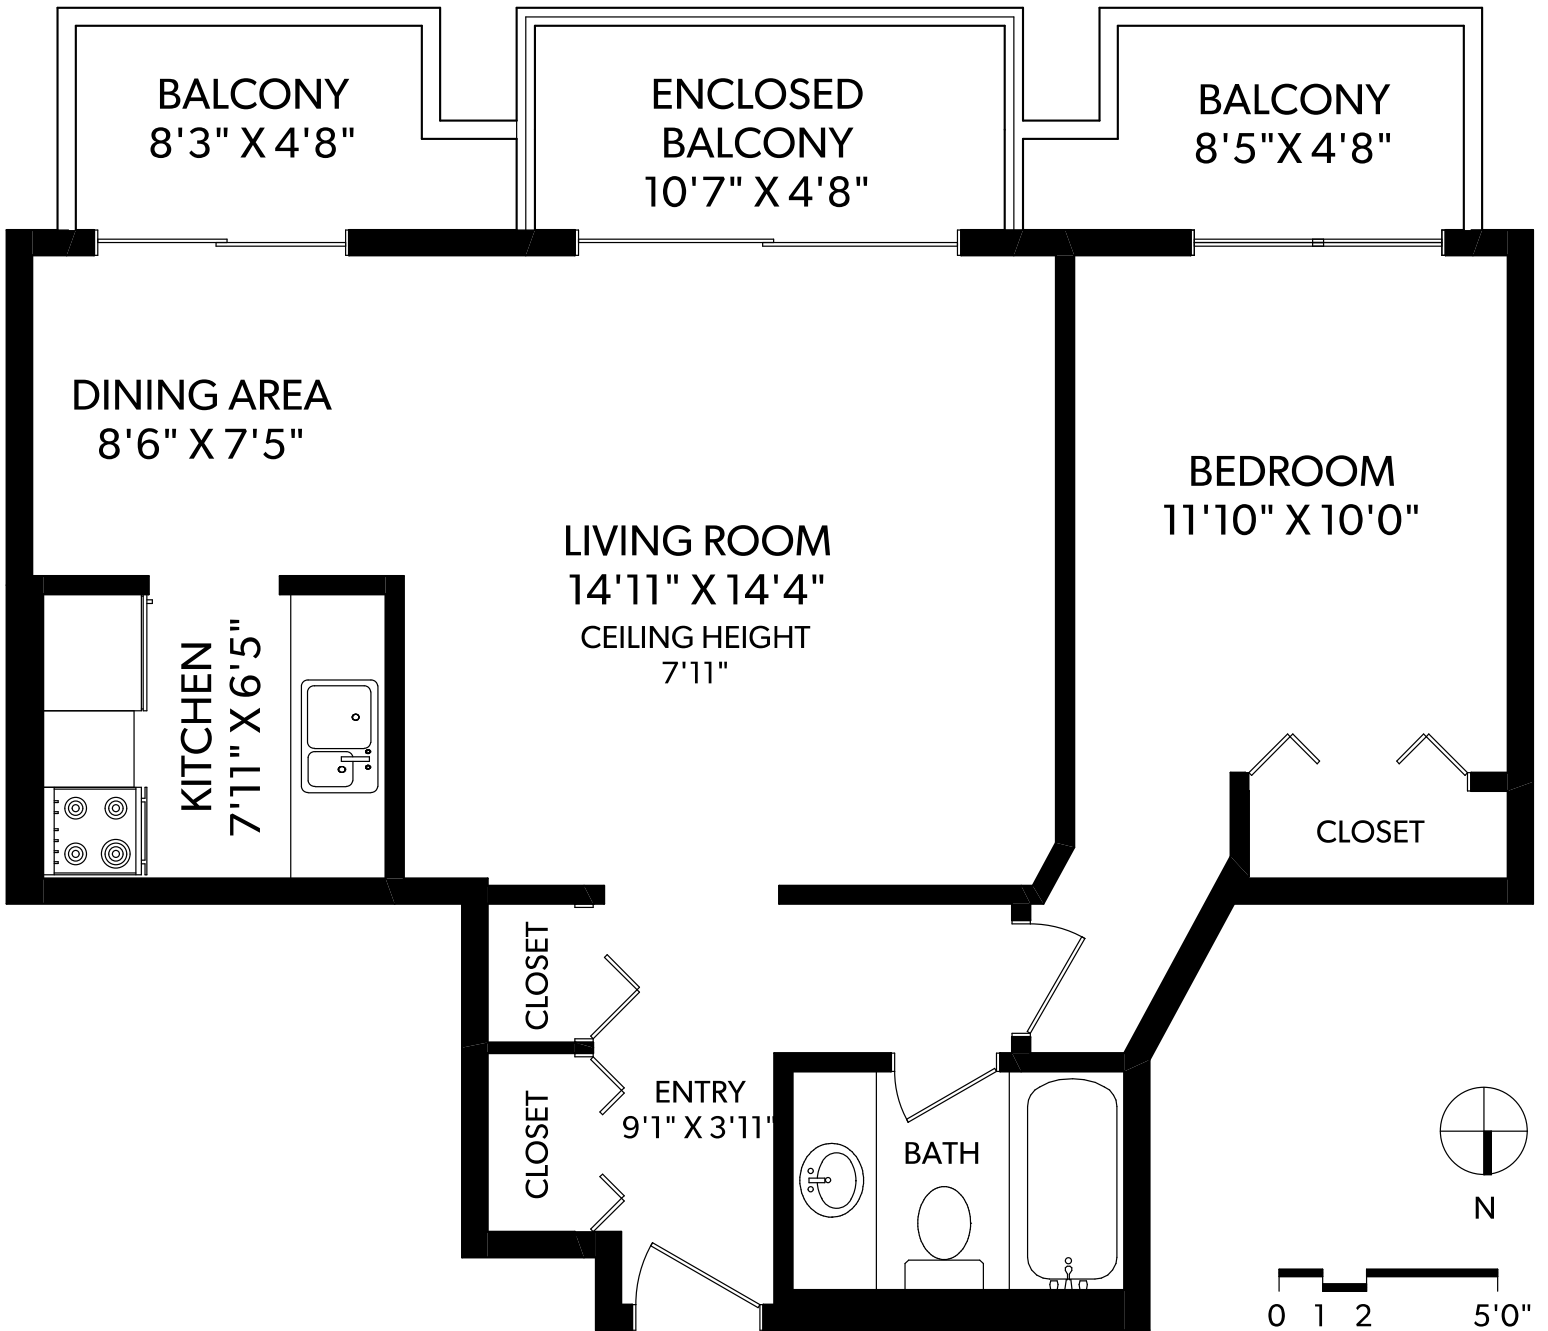 BALCONY
8'3" X 4'8"
ENCLOSED
BALCONY
10'7" X 4'8"
BALCONY
8'5"X 4'8"
DINING AREA
8'6" X 7'5"
LIVING ROOM
14'11" X 14'4"
CEILING HEIGHT
7'11"
BEDROOM
11'10" X 10'0"
KITCHEN
7'11" X 6'5"
CLOSET
CLOSET
CLOSET
ENTRY
9'1" X 3'11"
BATH
N
0 1 2 5'0"